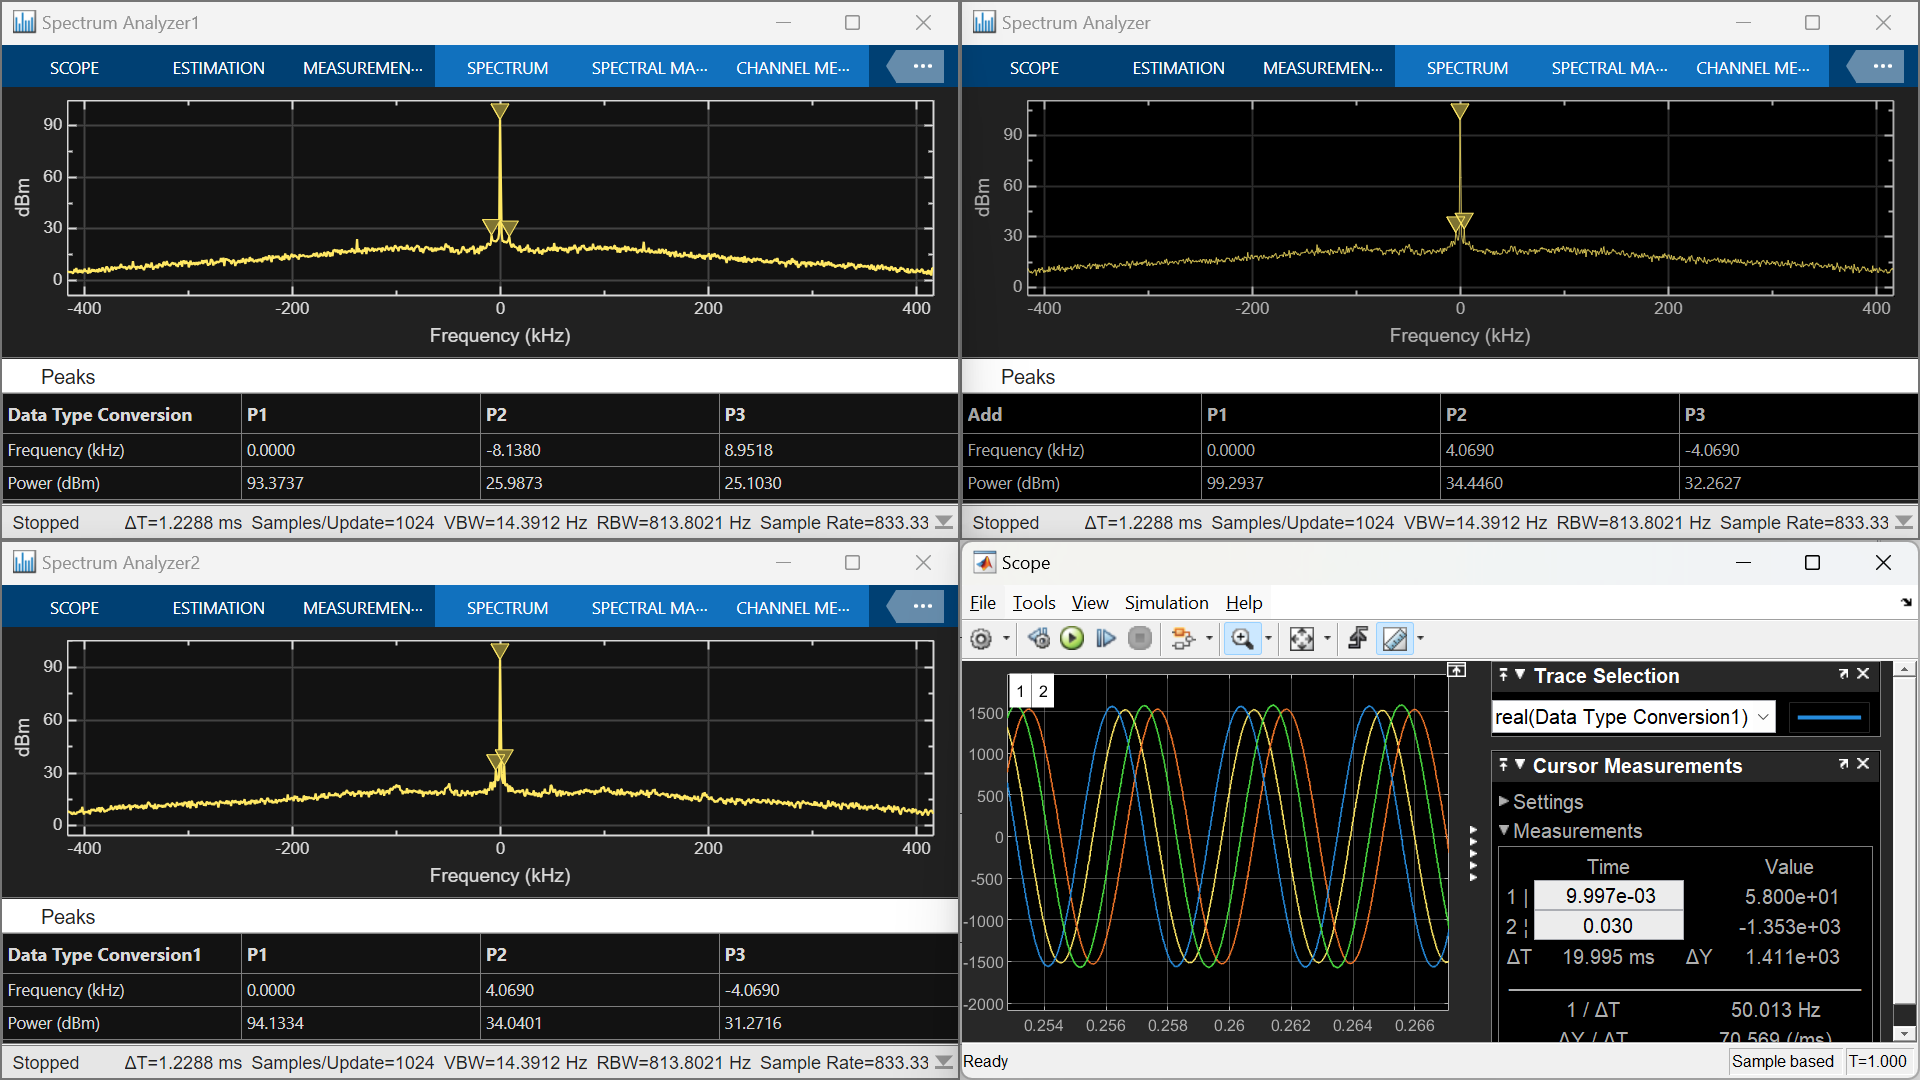 Spectrum Analyzer1
SCOPE ESTIMATION MEASUREMEN··· SPECTRUM SPECTRAL MA··· CHANNEL ME··· ···
90
60
30
0
dBm
-400 -200 0 200 400
Frequency (kHz)
Peaks
Data Type Conversion P1 P2 P3
Frequency (kHz) 0.0000 -8.1380 8.9518
Power (dBm) 93.3737 25.9873 25.1030
Stopped ΔT=1.2288 ms Samples/Update=1024 VBW=14.3912 Hz RBW=813.8021 Hz Sample Rate=833.33
Spectrum Analyzer
SCOPE ESTIMATION MEASUREMEN··· SPECTRUM SPECTRAL MA··· CHANNEL ME··· ···
90
60
30
0
dBm
-400 -200 0 200 400
Frequency (kHz)
Peaks
Add P1 P2 P3
Frequency (kHz) 0.0000 4.0690 -4.0690
Power (dBm) 99.2937 34.4460 32.2627
Stopped ΔT=1.2288 ms Samples/Update=1024 VBW=14.3912 Hz RBW=813.8021 Hz Sample Rate=833.33
Spectrum Analyzer2
SCOPE ESTIMATION MEASUREMEN··· SPECTRUM SPECTRAL MA··· CHANNEL ME··· ···
90
60
30
0
dBm
-400 -200 0 200 400
Frequency (kHz)
Peaks
Data Type Conversion1 P1 P2 P3
Frequency (kHz) 0.0000 4.0690 -4.0690
Power (dBm) 94.1334 34.0401 31.2716
Stopped ΔT=1.2288 ms Samples/Update=1024 VBW=14.3912 Hz RBW=813.8021 Hz Sample Rate=833.33
Scope
File Tools View Simulation Help
1 2
1500
1000
500
0
-500
-1000
-1500
-2000
0.254 0.256 0.258 0.26 0.262 0.264 0.266
Trace Selection
real(Data Type Conversion1)
Cursor Measurements
Settings
Measurements
Time Value
1 | 9.997e-03 5.800e+01
2 ¦ 0.030 -1.353e+03
ΔT 19.995 ms ΔY 1.411e+03
1 / ΔT 50.013 Hz
ΔY / ΔT 70.569 (/ms)
Ready Sample based T=1.000